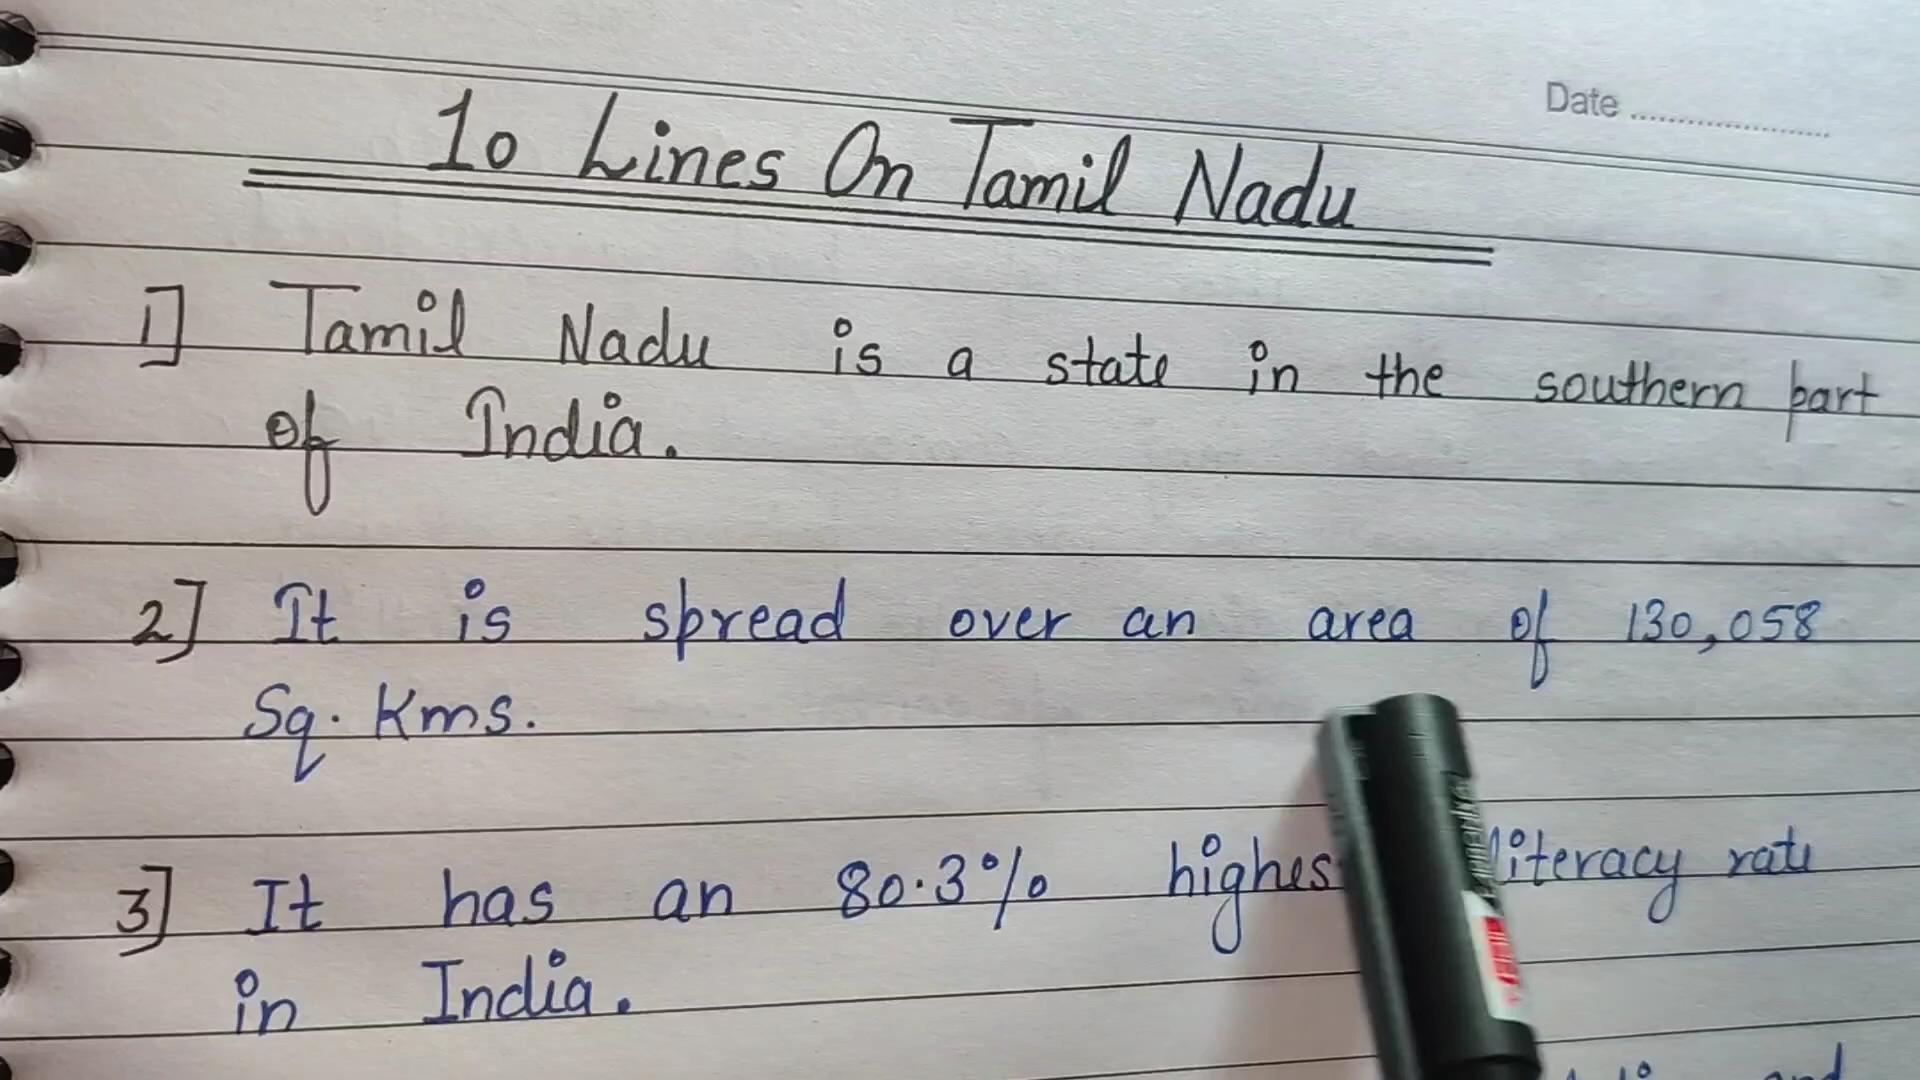 Date
10 Lines On Tamil Nadu
1] Tamil Nadu is a state in the southern part
of India.
2] It is spread over an area of 130,058
Sq. Kms.
3] It has an 80.3% highes literacy rate
in India.
and